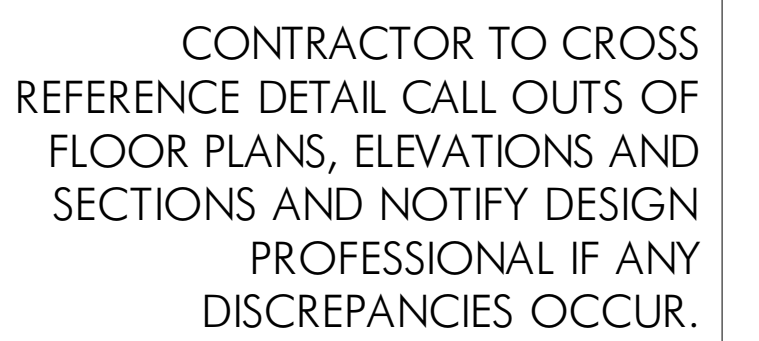 CONTRACTOR TO CROSS
REFERENCE DETAIL CALL OUTS OF
FLOOR PLANS, ELEVATIONS AND
SECTIONS AND NOTIFY DESIGN
PROFESSIONAL IF ANY
DISCREPANCIES OCCUR.